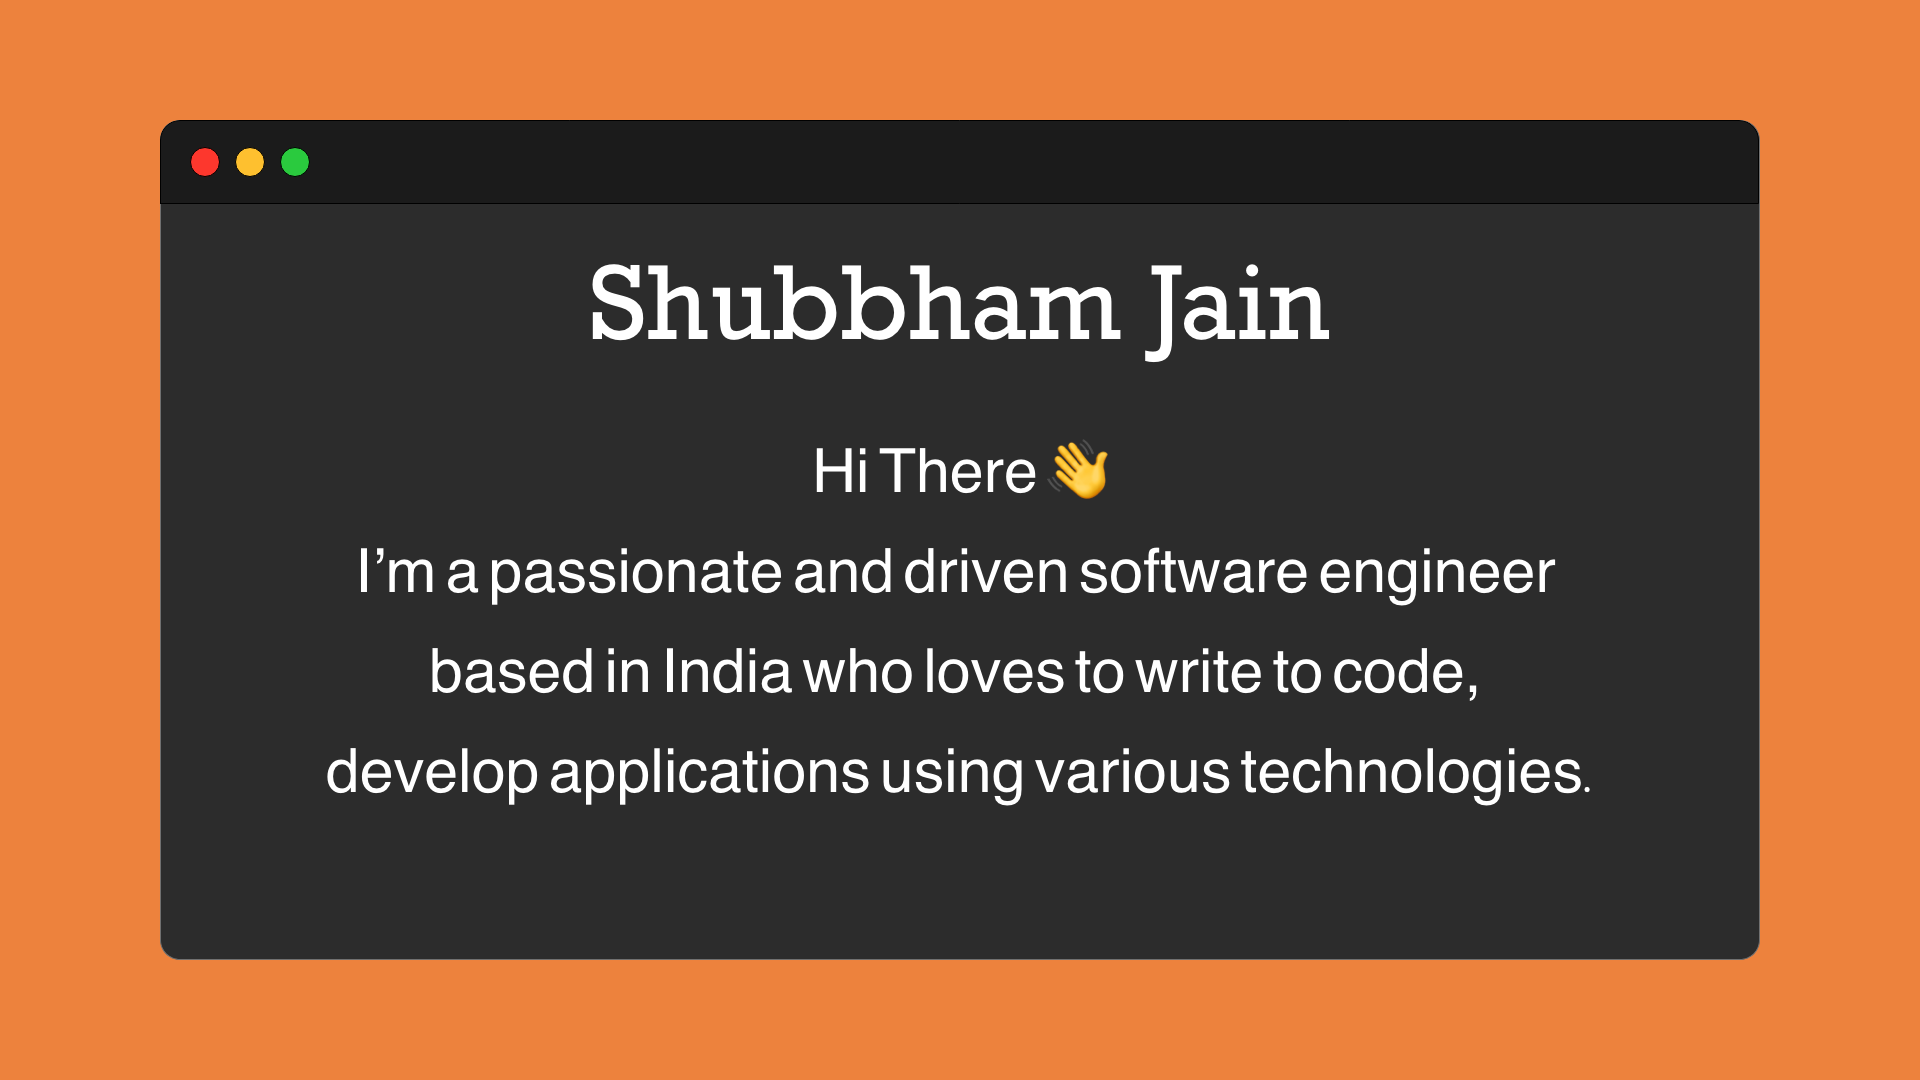 Shubbham Jain
Hi There 👋
I’m a passionate and driven software engineer
based in India who loves to write to code,
develop applications using various technologies.